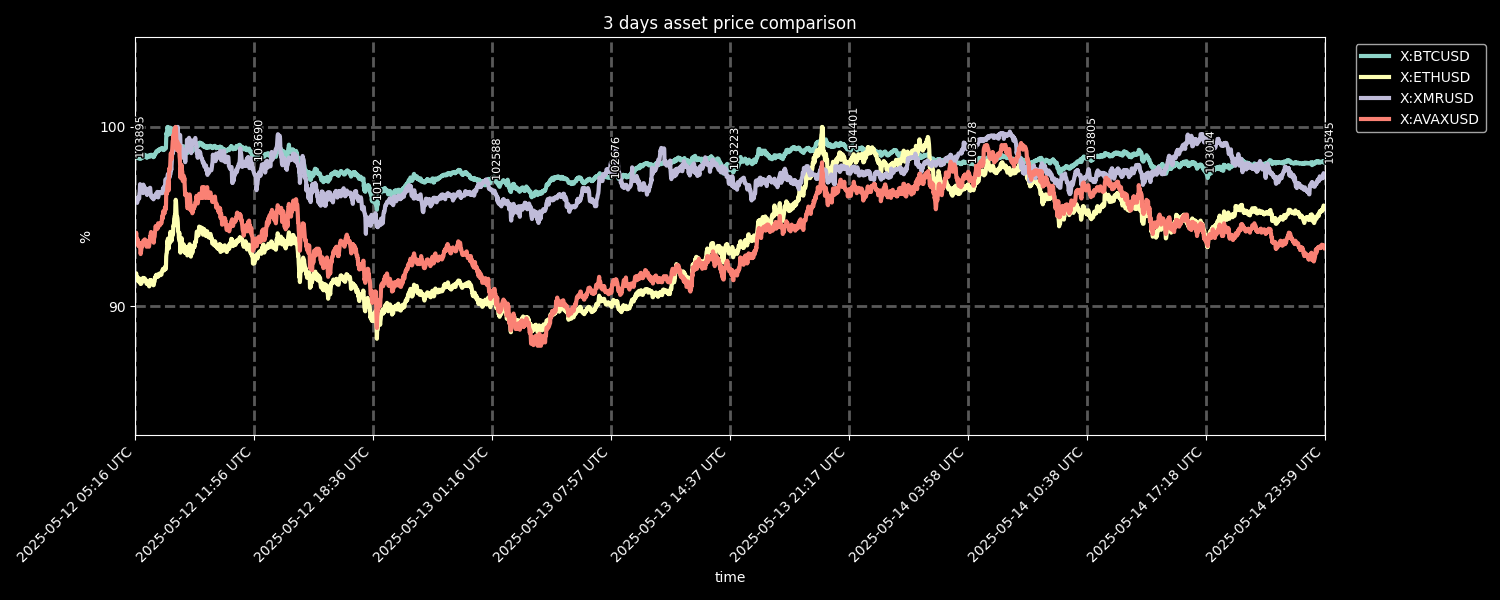 3 days asset price comparison
X:BTCUSD
X:ETHUSD
X:XMRUSD
X:AVAXUSD
100
90
%
103895
103690
101392
102588
102676
103223
104401
103578
103805
103014
103545
2025-05-12 05:16 UTC
2025-05-12 11:56 UTC
2025-05-12 18:36 UTC
2025-05-13 01:16 UTC
2025-05-13 07:57 UTC
2025-05-13 14:37 UTC
2025-05-13 21:17 UTC
2025-05-14 03:58 UTC
2025-05-14 10:38 UTC
2025-05-14 17:18 UTC
2025-05-14 23:59 UTC
time